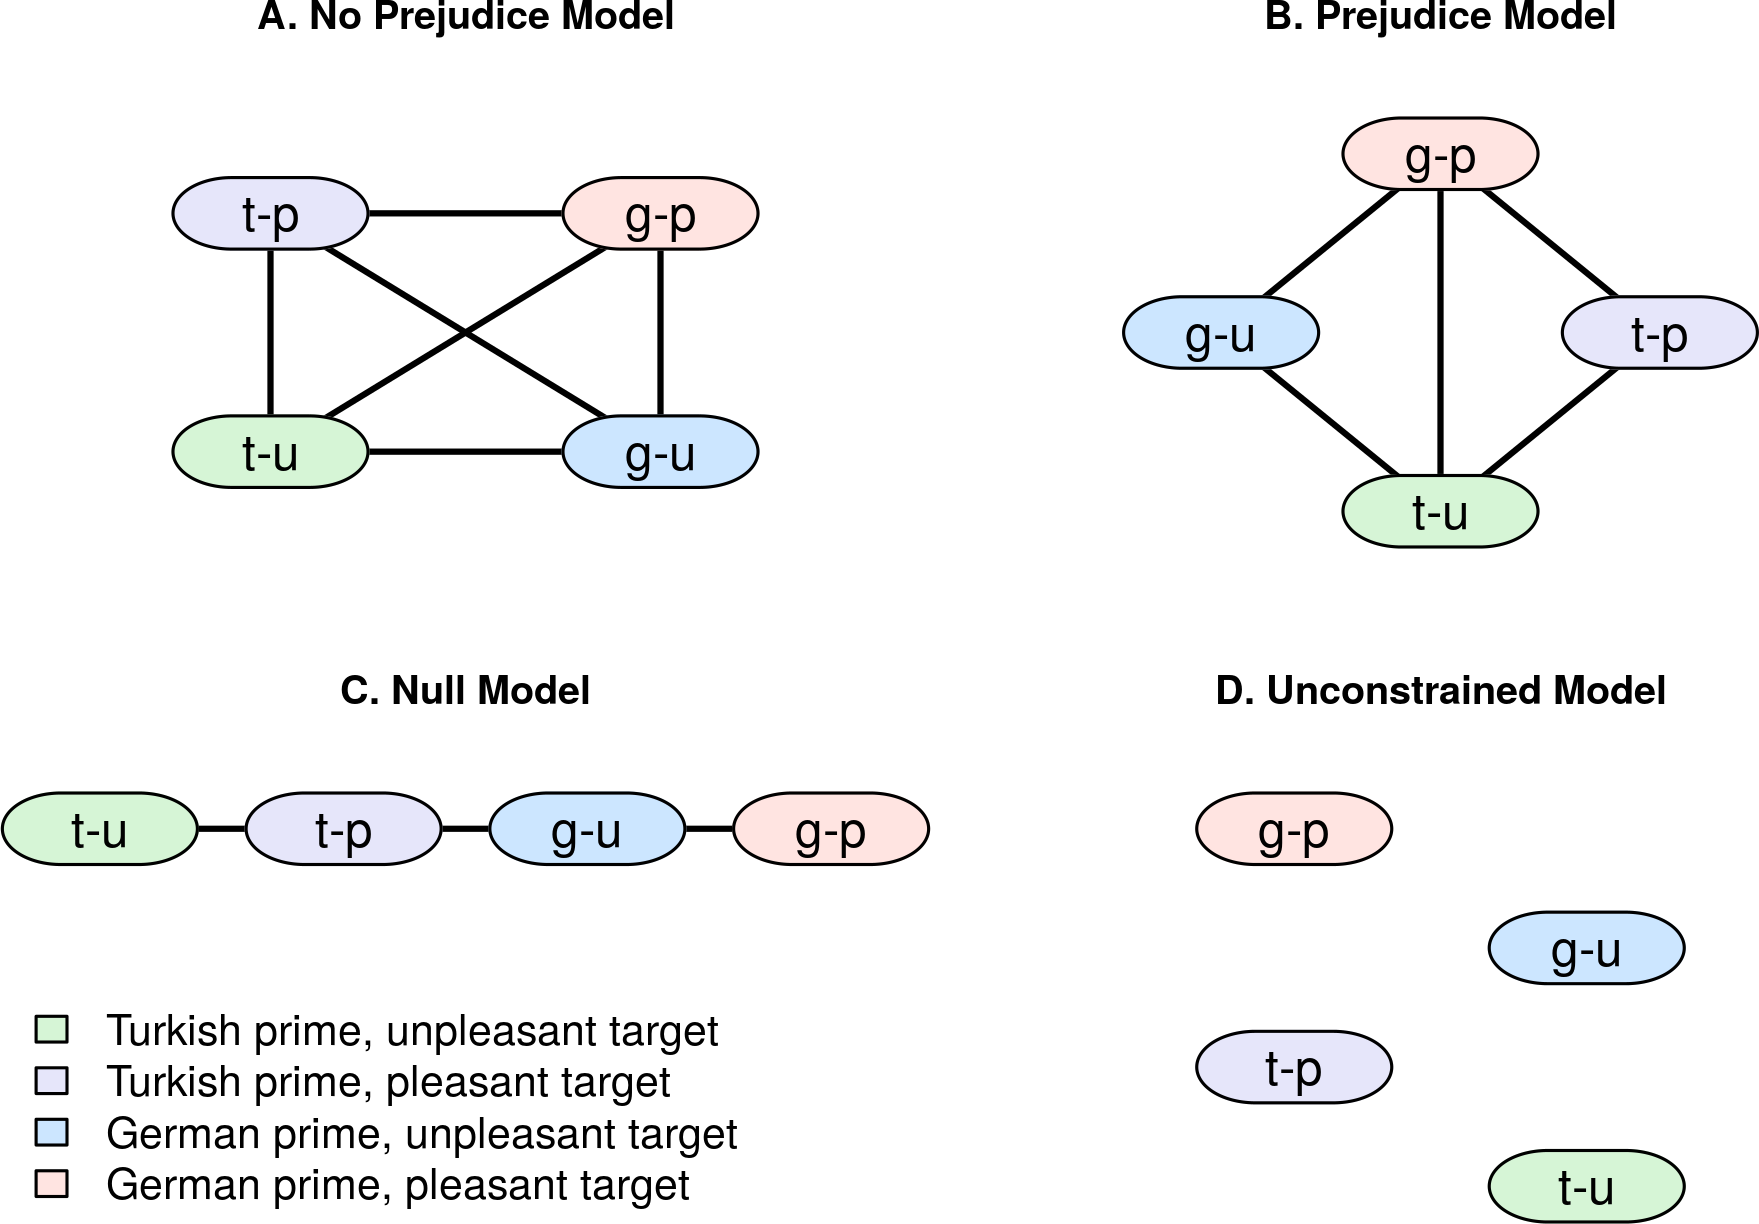 A. No Prejudice Model
B. Prejudice Model
t-p
g-p
t-u
g-u
g-p
g-u
t-p
t-u
C. Null Model
D. Unconstrained Model
t-u
t-p
g-u
g-p
g-p
g-u
t-p
t-u
Turkish prime, unpleasant target
Turkish prime, pleasant target
German prime, unpleasant target
German prime, pleasant target